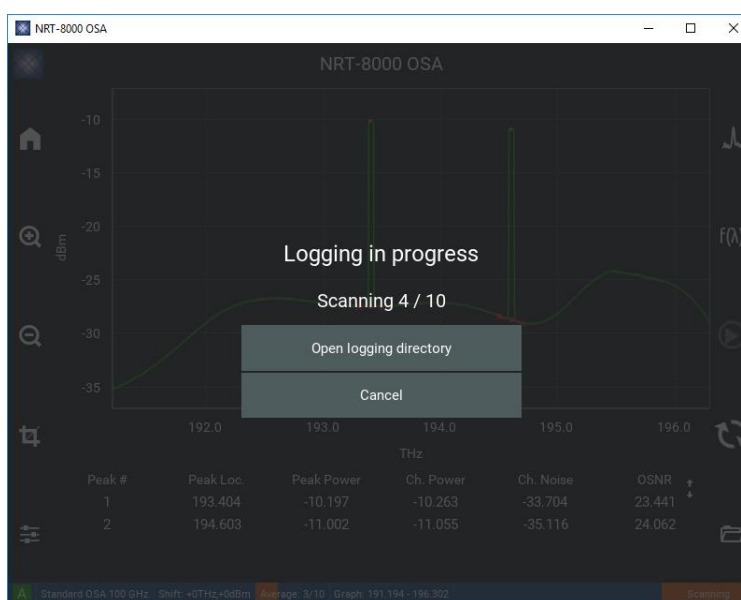 NRT-8000 OSA
NRT-8000 OSA
-10
-15
-20
dBm
f(λ)
Logging in progress
-25
Scanning 4 / 10
-30
Open logging directory
-35
Cancel
192.0 193.0 194.0 195.0 196.0
THz
Peak # Peak Loc. Peak Power Ch. Power Ch. Noise OSNR
1 193.404 -10.197 -10.263 -33.704 23.441
2 194.603 -11.002 -11.055 -35.116 24.062
A Standard OSA 100 GHz Shift: +0THz,+0dBm Average: 3/10 Graph: 191.194 - 196.302 Scanning